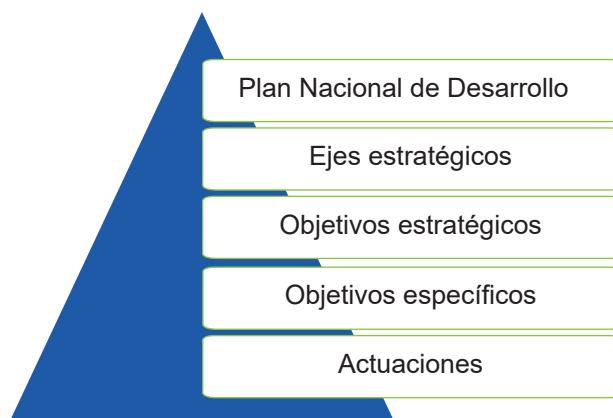 Plan Nacional de Desarrollo
Ejes estratégicos
Objetivos estratégicos
Objetivos específicos
Actuaciones